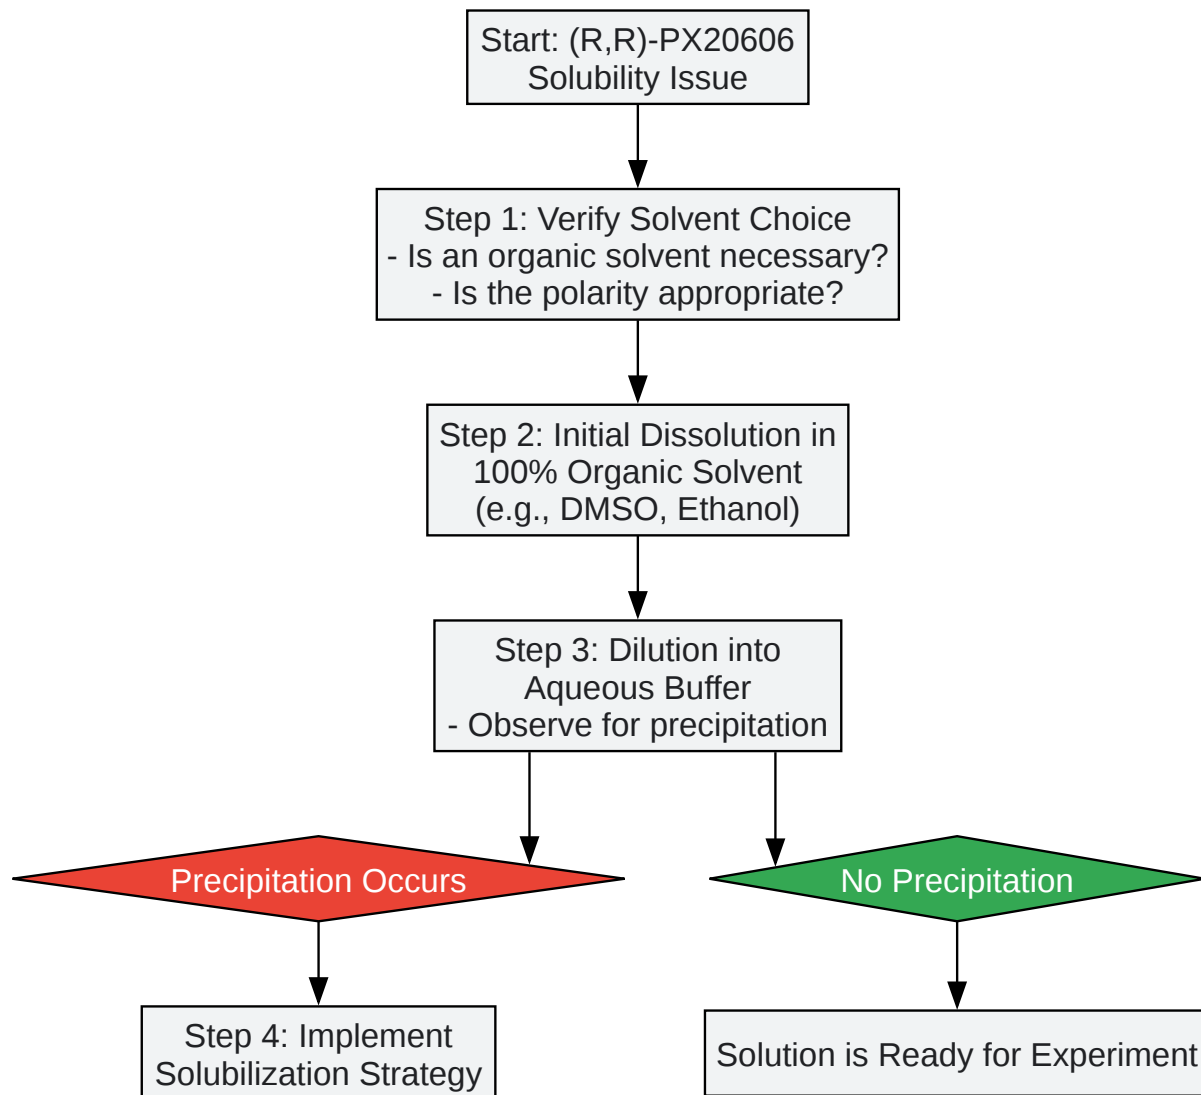 Start: (R,R)-PX20606
Solubility Issue
Step 1: Verify Solvent Choice
- Is an organic solvent necessary?
- Is the polarity appropriate?
Step 2: Initial Dissolution in
100% Organic Solvent
(e.g., DMSO, Ethanol)
Step 3: Dilution into
Aqueous Buffer
- Observe for precipitation
Precipitation Occurs
No Precipitation
Step 4: Implement
Solubilization Strategy
Solution is Ready for Experiment